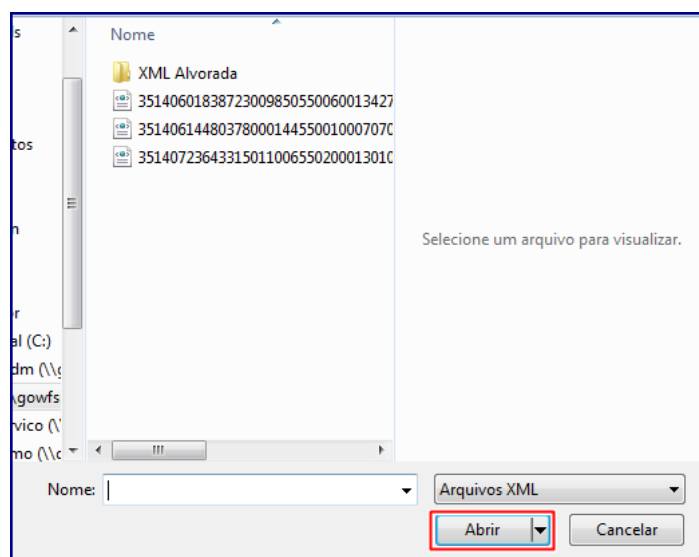 Nome
XML Alvorada
35140601838723009850550060013427
35140614480378000144550010007070
35140723643315011006550200013010
s
tos
n
r
al (C:)
dm (\\g
\gowfs
rvico (\'
mo (\\c
Selecione um arquivo para visualizar.
Nome:
Arquivos XML
Abrir
Cancelar